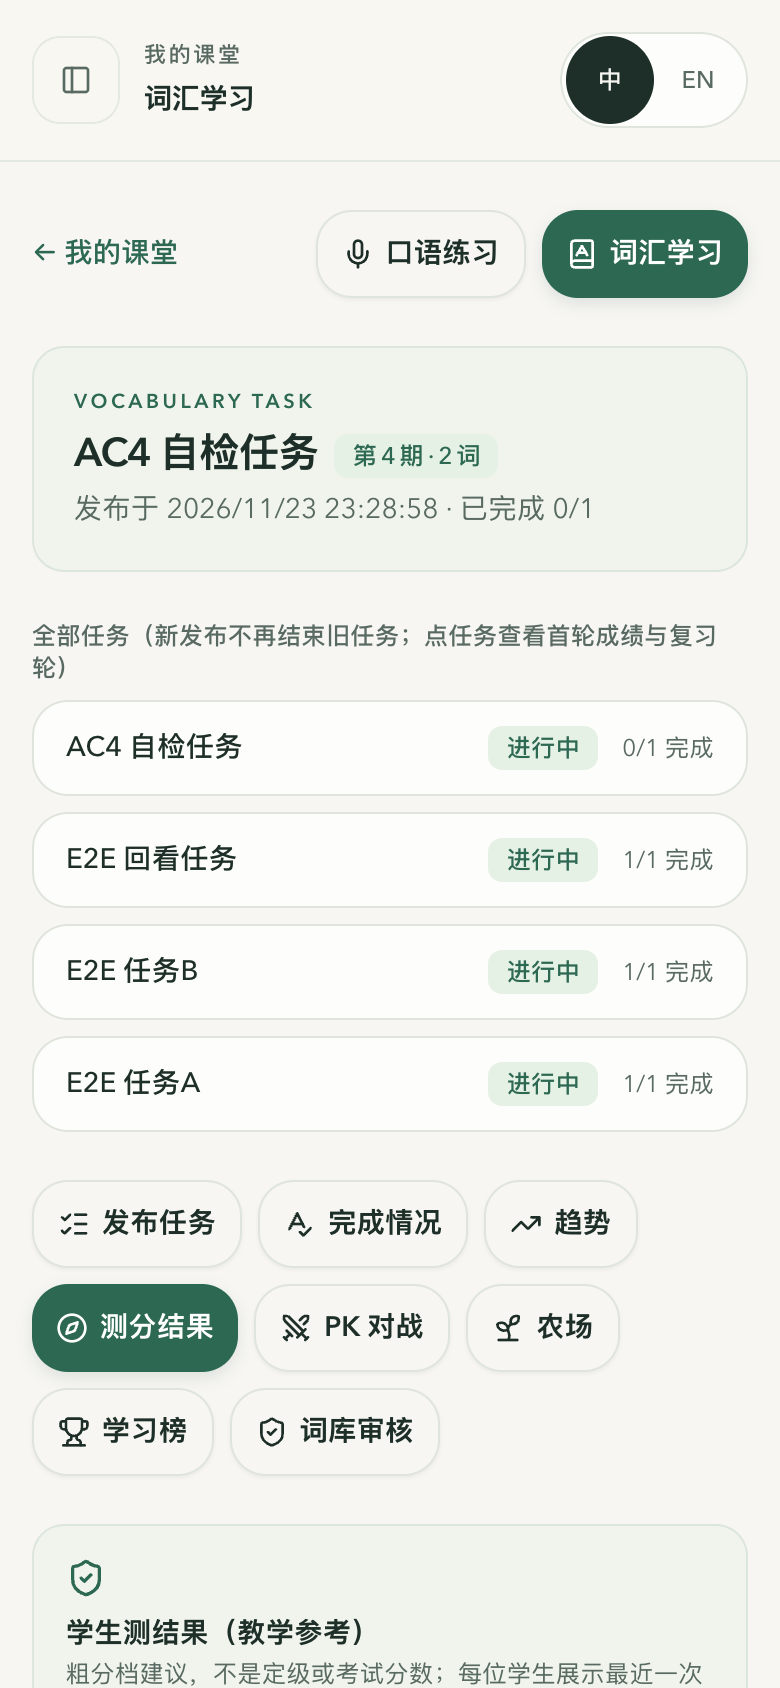 我的课堂
词汇学习
中
EN
← 我的课堂
口语练习
词汇学习
VOCABULARY TASK
AC4 自检任务
第 4 期 · 2 词
发布于 2026/11/23 23:28:58 · 已完成 0/1
全部任务（新发布不再结束旧任务；点任务查看首轮成绩与复习
轮）
AC4 自检任务 进行中 0/1 完成
E2E 回看任务 进行中 1/1 完成
E2E 任务B 进行中 1/1 完成
E2E 任务A 进行中 1/1 完成
发布任务
完成情况
趋势
测分结果
PK 对战
农场
学习榜
词库审核
学生测结果（教学参考）
粗分档建议，不是定级或考试分数；每位学生展示最近一次